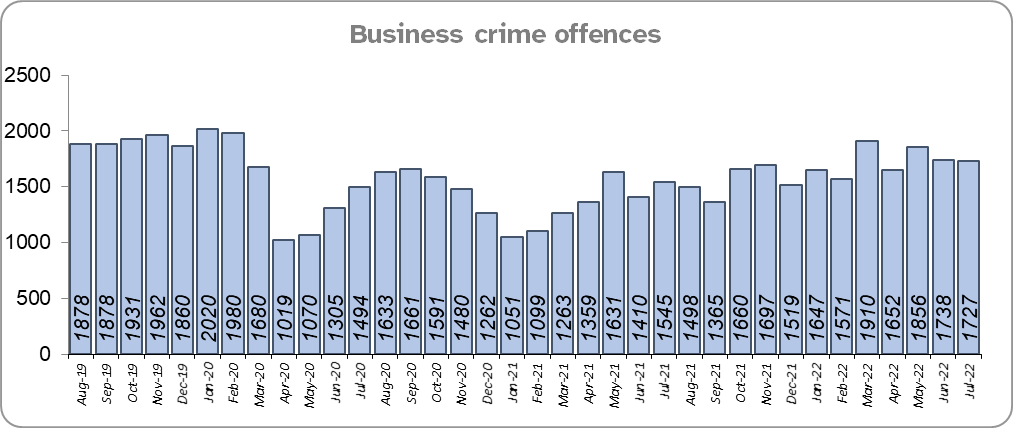 Business crime offences
2500
2000
1500
1000
500
0
1878
1878
1931
1962
1860
2020
1980
1680
1019
1070
1305
1494
1633
1661
1591
1480
1262
1051
1099
1263
1359
1631
1410
1545
1498
1365
1660
1697
1519
1647
1571
1910
1652
1856
1738
1727
Aug-19
Sep-19
Oct-19
Nov-19
Dec-19
Jan-20
Feb-20
Mar-20
Apr-20
May-20
Jun-20
Jul-20
Aug-20
Sep-20
Oct-20
Nov-20
Dec-20
Jan-21
Feb-21
Mar-21
Apr-21
May-21
Jun-21
Jul-21
Aug-21
Sep-21
Oct-21
Nov-21
Dec-21
Jan-22
Feb-22
Mar-22
Apr-22
May-22
Jun-22
Jul-22